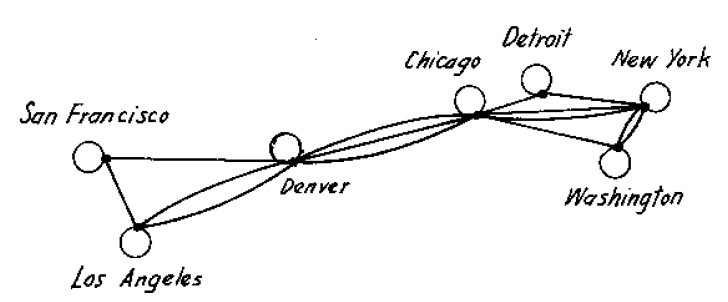 Detroit
Chicago
New York
San Francisco
Denver
Washington
Los Angeles